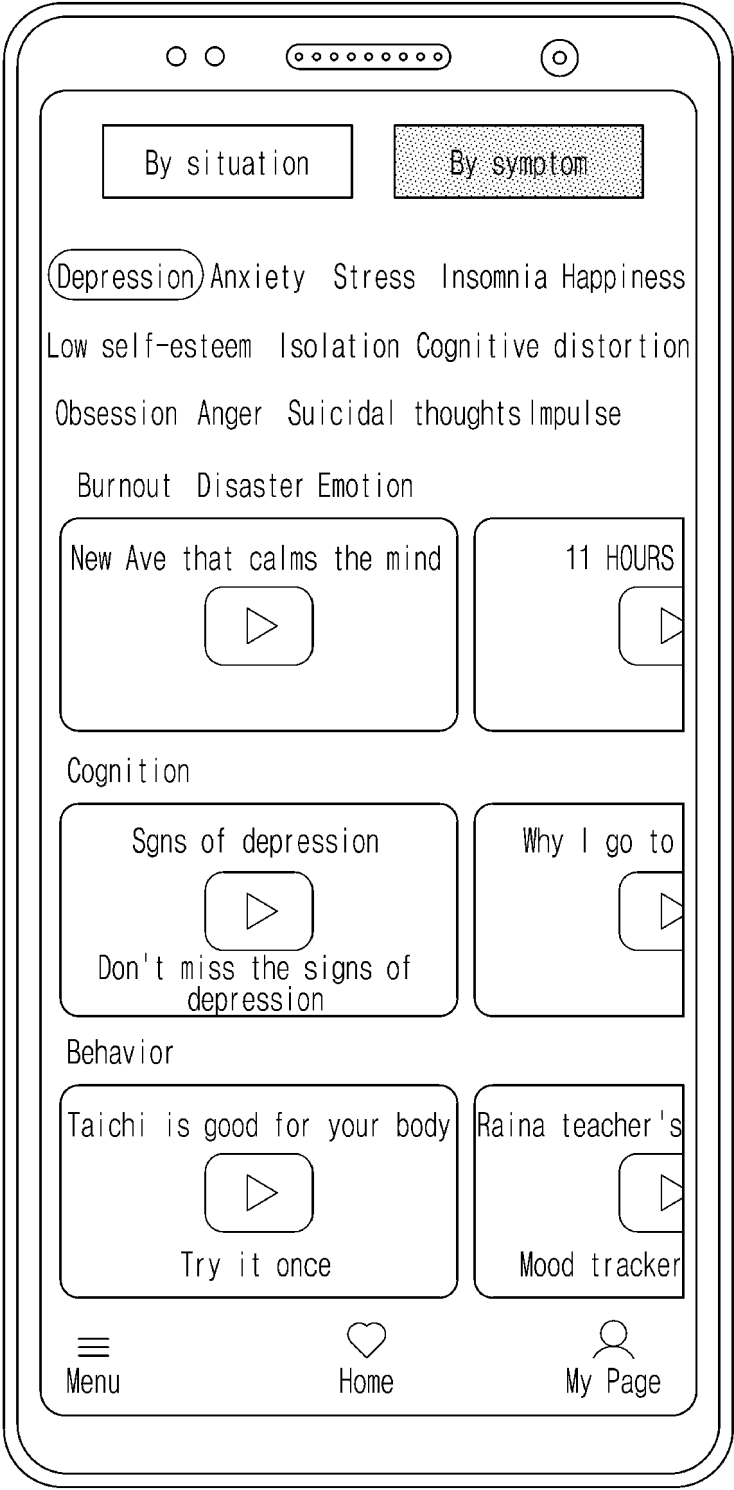 By situation By symptom
Depression Anxiety Stress Insomnia Happiness
Low self-esteem Isolation Cognitive distortion
Obsession Anger Suicidal thoughts Impulse
Burnout Disaster Emotion
New Ave that calms the mind 11 HOURS
Cognition
Sgns of depression Why I go to
Don't miss the signs of
depression
Behavior
Taichi is good for your body Raina teacher's
Try it once Mood tracker
Menu Home My Page